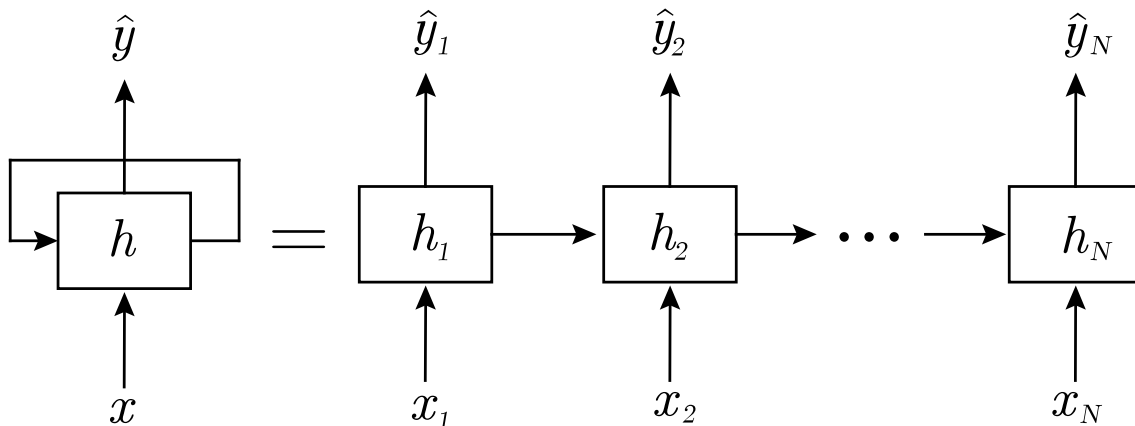 ŷ ŷ₁ ŷ₂ ŷ_N
h = h₁ h₂ ••• h_N
x x₁ x₂ x_N